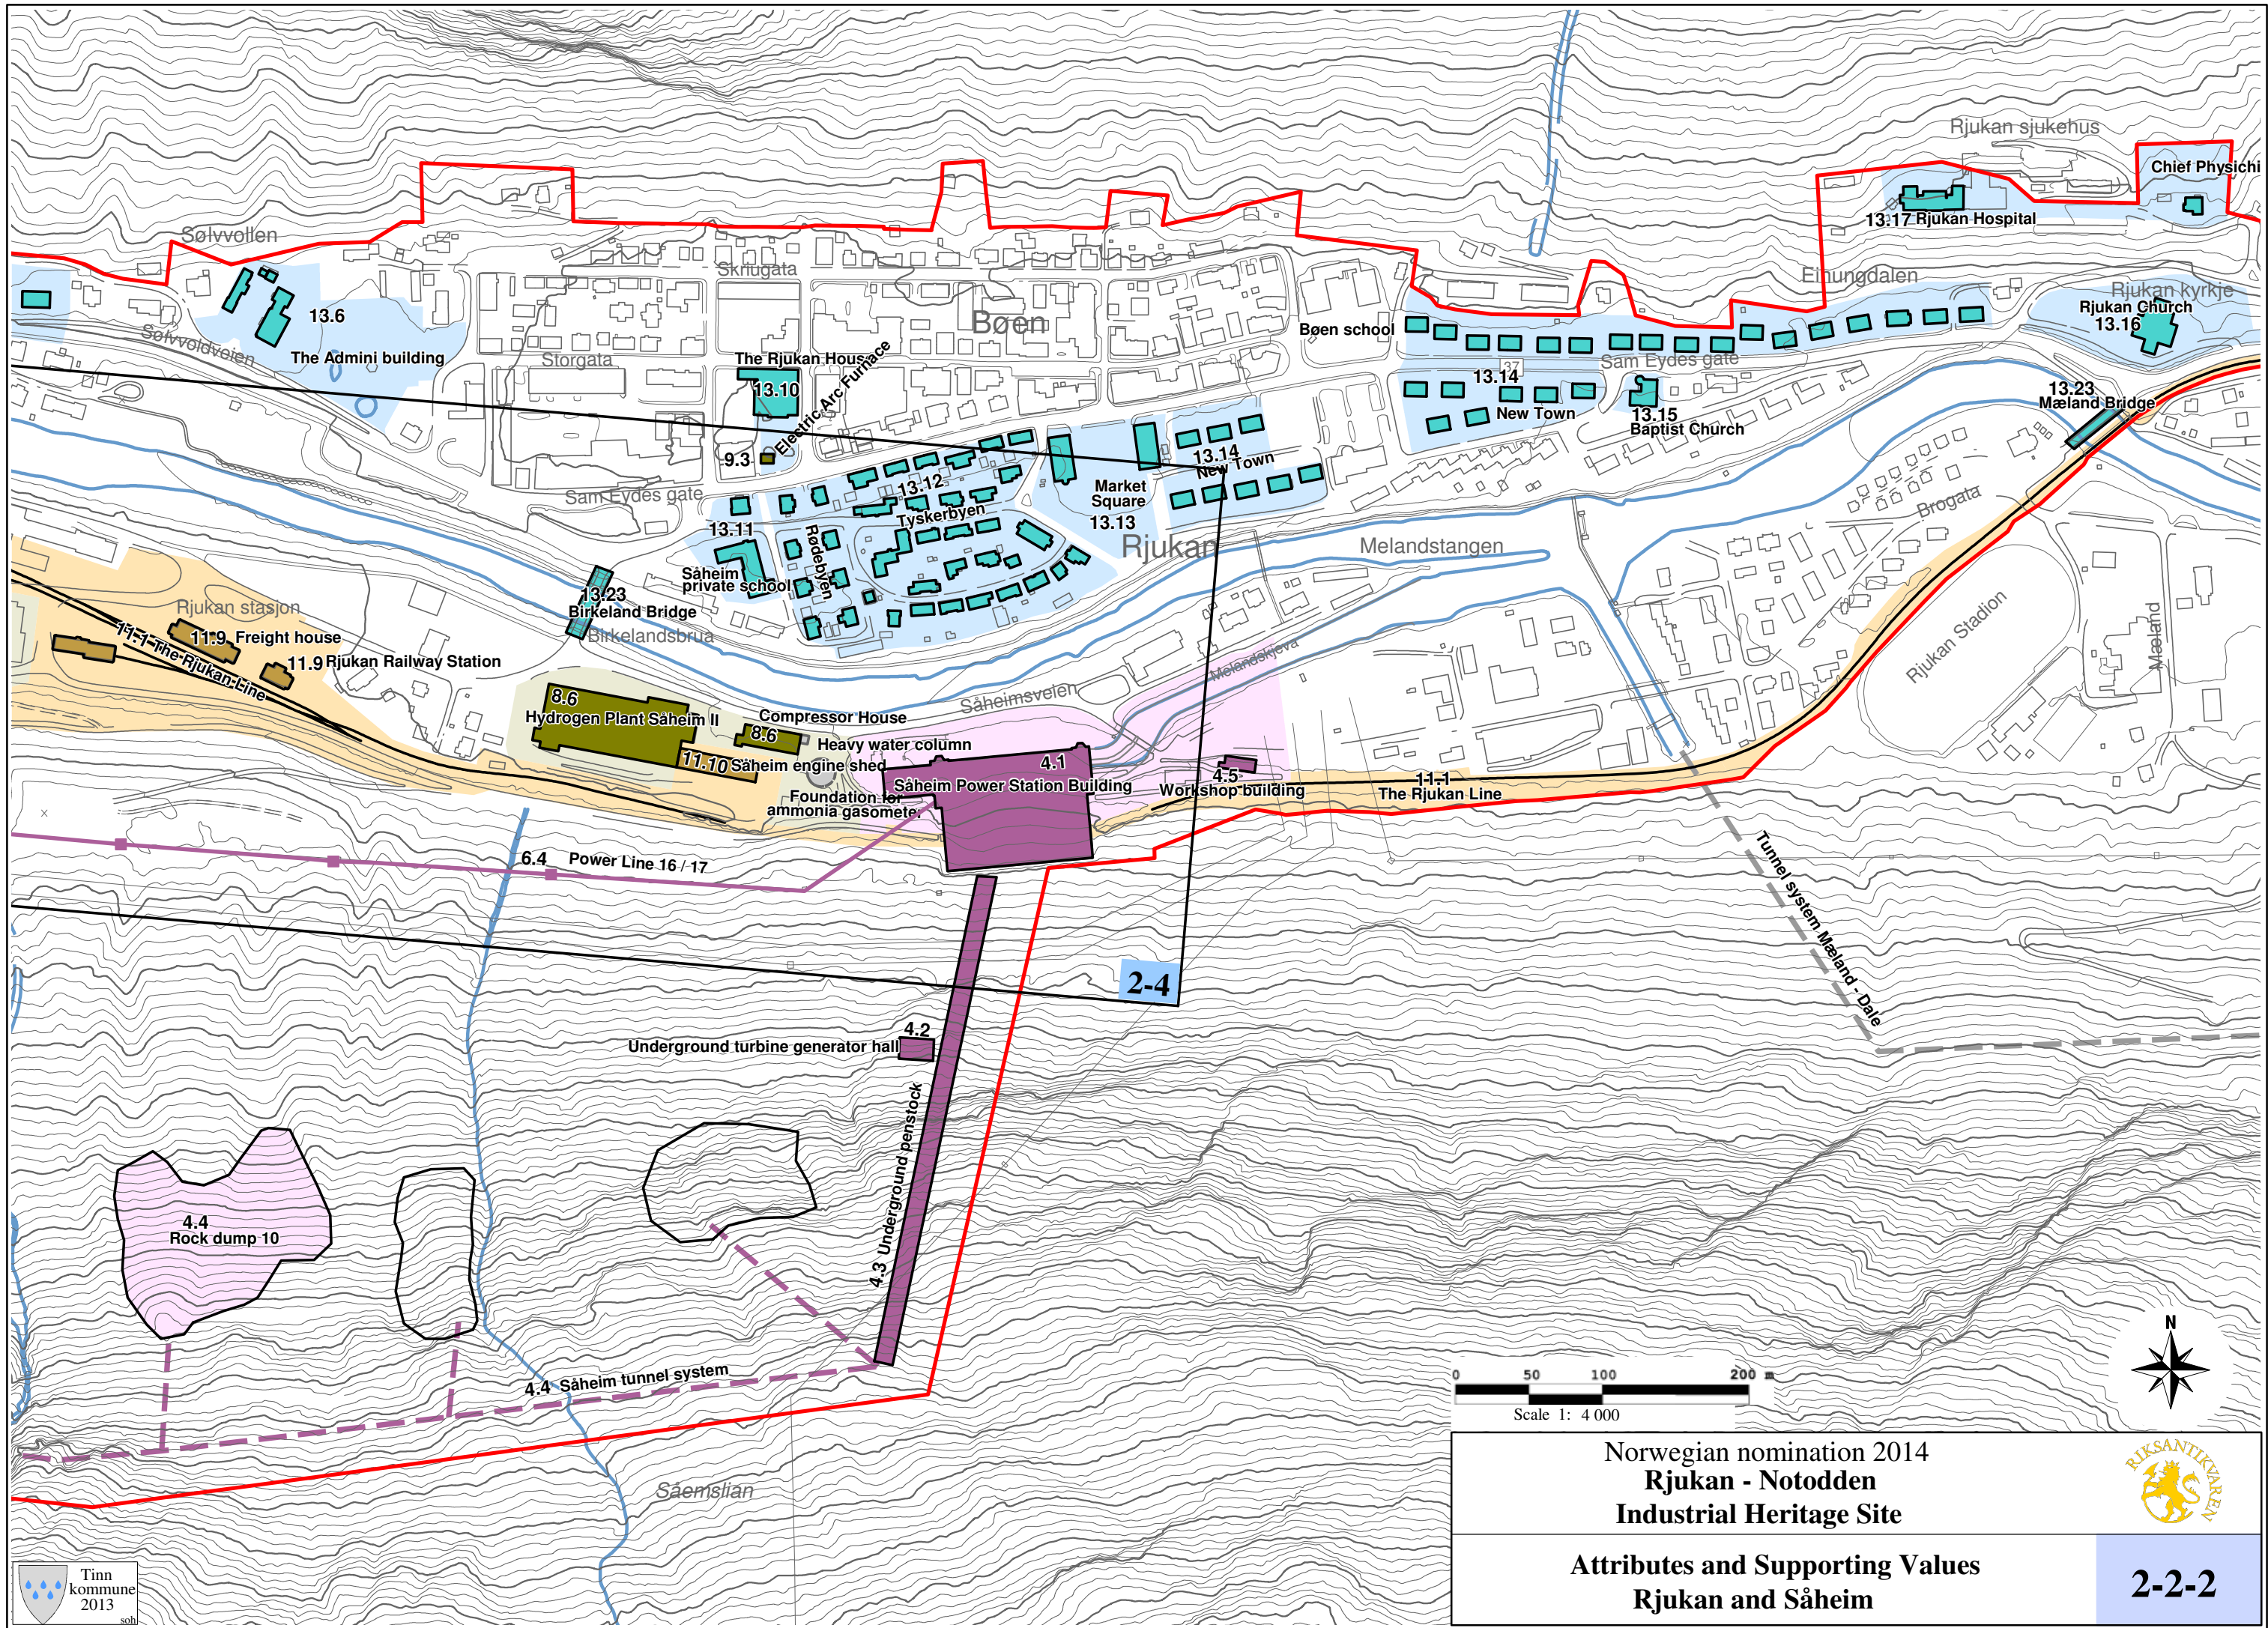 Rjukan sjukehus
Chief Physichi
13.17 Rjukan Hospital
Sølvvollen
Skriugata
Einungdalen
Rjukan kyrkje
Rjukan Church
13.16
13.6
Bøen
Bøen school
Sølvvoldveien
The Admini building
Storgata
The Rjukan House
13.10
Electric Arc Furnace
9.3
37
Sam Eydes gate
13.14
New Town
13.15
Baptist Church
13.23
Mæland Bridge
13.14
New Town
Market
Square
13.13
Sam Eydes gate
13.12
Tyskerbyen
13.11
Rødebyen
Såheim
private school
Rjukan
Melandstangen
Brogata
13.23
Birkeland Bridge
Birkelandsbrua
Rjukan stasjon
11.9 Freight house
11.1 The Rjukan Line
11.9 Rjukan Railway Station
Rjukan Stadion
Mæland
Melandskjeva
Såheimsveien
8.6
Hydrogen Plant Såheim II
Compressor House
8.6
Heavy water column
11.10 Såheim engine shed
4.1
Såheim Power Station Building
Foundation for
ammonia gasometer
4.5
Workshop building
11.1
The Rjukan Line
6.4 Power Line 16 / 17
Tunnel system Mæland - Dale
2-4
4.2
Underground turbine generator hall
4.3 Underground penstock
4.4
Rock dump 10
4.4 Såheim tunnel system
Såemslian
N
0 50 100 200 m
Scale 1: 4 000
Norwegian nomination 2014
Rjukan - Notodden
Industrial Heritage Site
RIKSANTIKVAREN
Attributes and Supporting Values
Rjukan and Såheim
2-2-2
Tinn
kommune
2013
soh